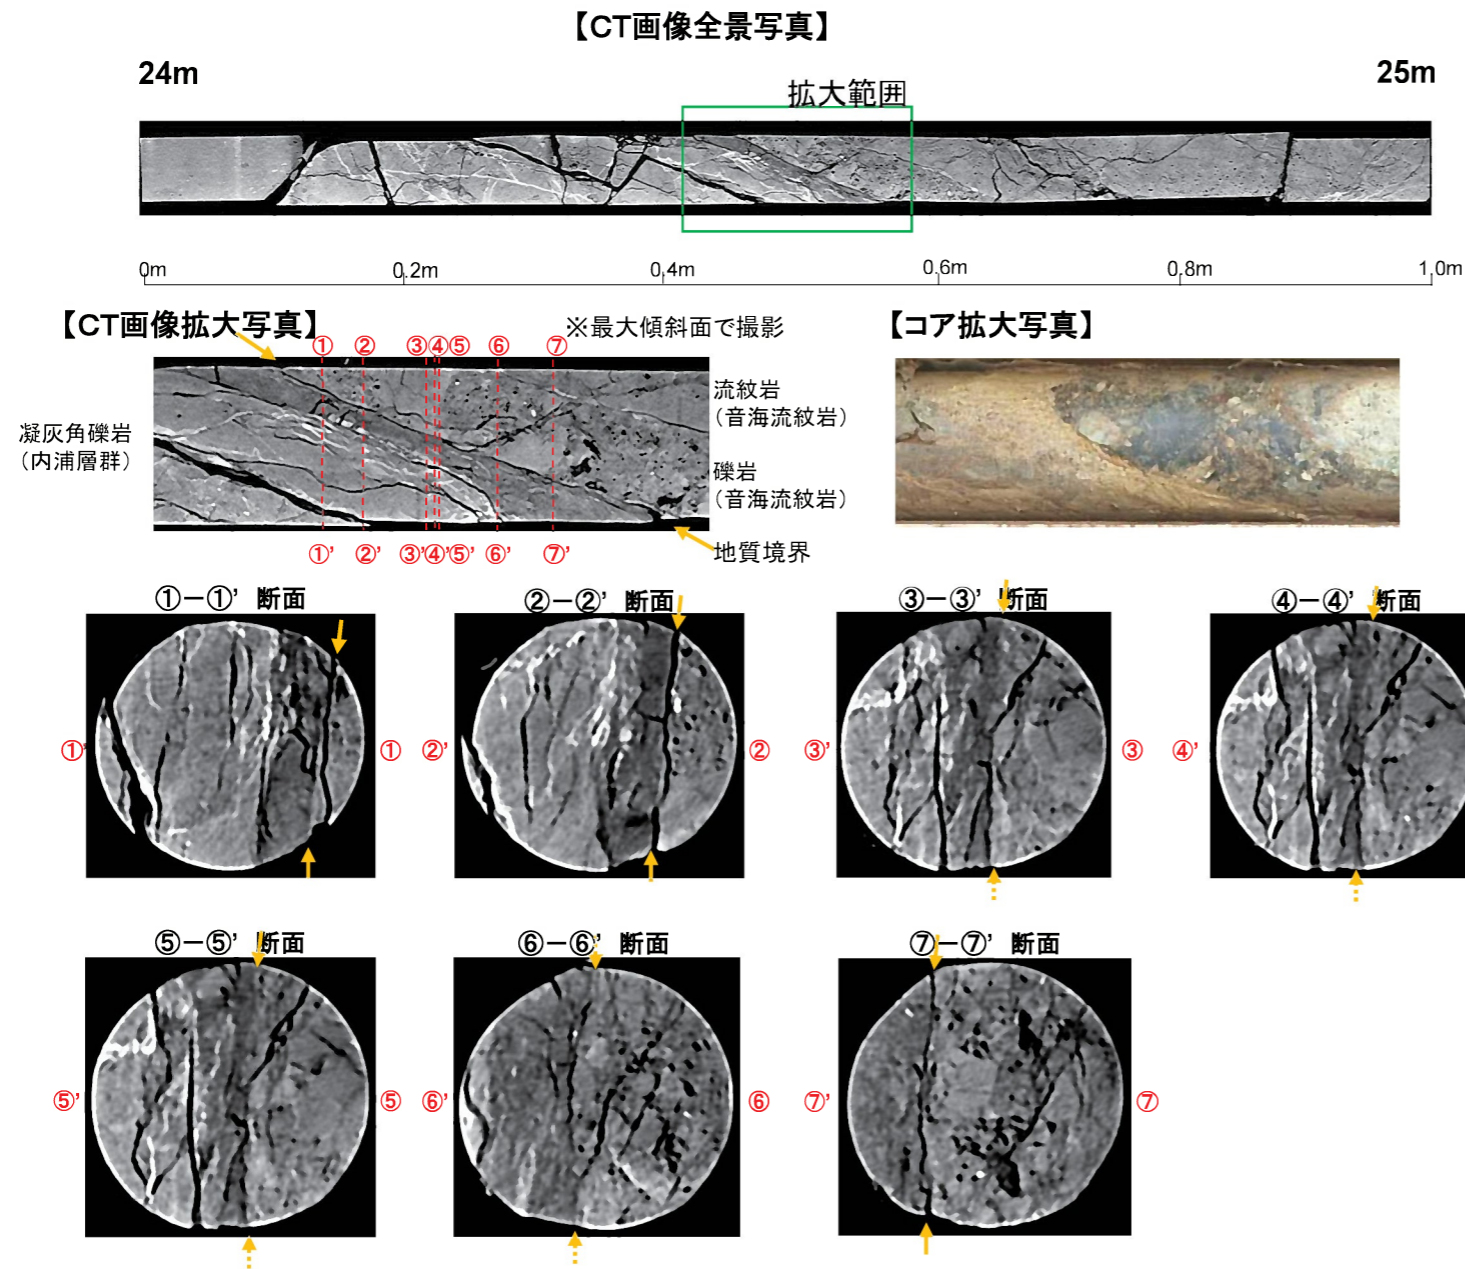 【CT画像全景写真】
24m
25m
拡大範囲
0m
0.2m
0.4m
0.6m
0.8m
1.0m
【CT画像拡大写真】
※最大傾斜面で撮影
【コア拡大写真】
① ② ③ ④ ⑤ ⑥ ⑦
流紋岩
（音海流紋岩）
凝灰角礫岩
（内浦層群）
礫岩
（音海流紋岩）
地質境界
①’ ②’ ③’ ④’ ⑤’ ⑥’ ⑦’
①－①’ 断面
②－②’ 断面
③－③’ 断面
④－④’ 断面
①’ ①
②’ ②
③’ ③
④’
⑤－⑤’ 断面
⑥－⑥’ 断面
⑦－⑦’ 断面
⑤’ ⑤
⑥’ ⑥
⑦’ ⑦